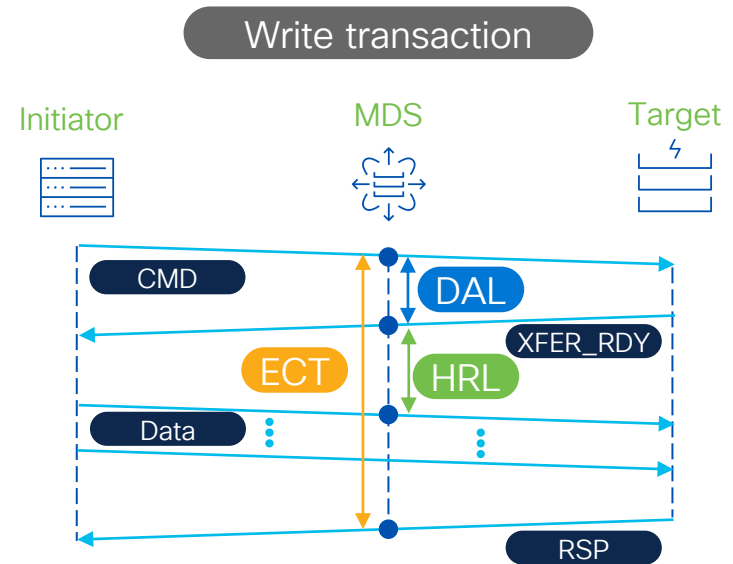 Write transaction
Initiator
MDS
Target
CMD
DAL
XFER_RDY
ECT
HRL
Data
RSP